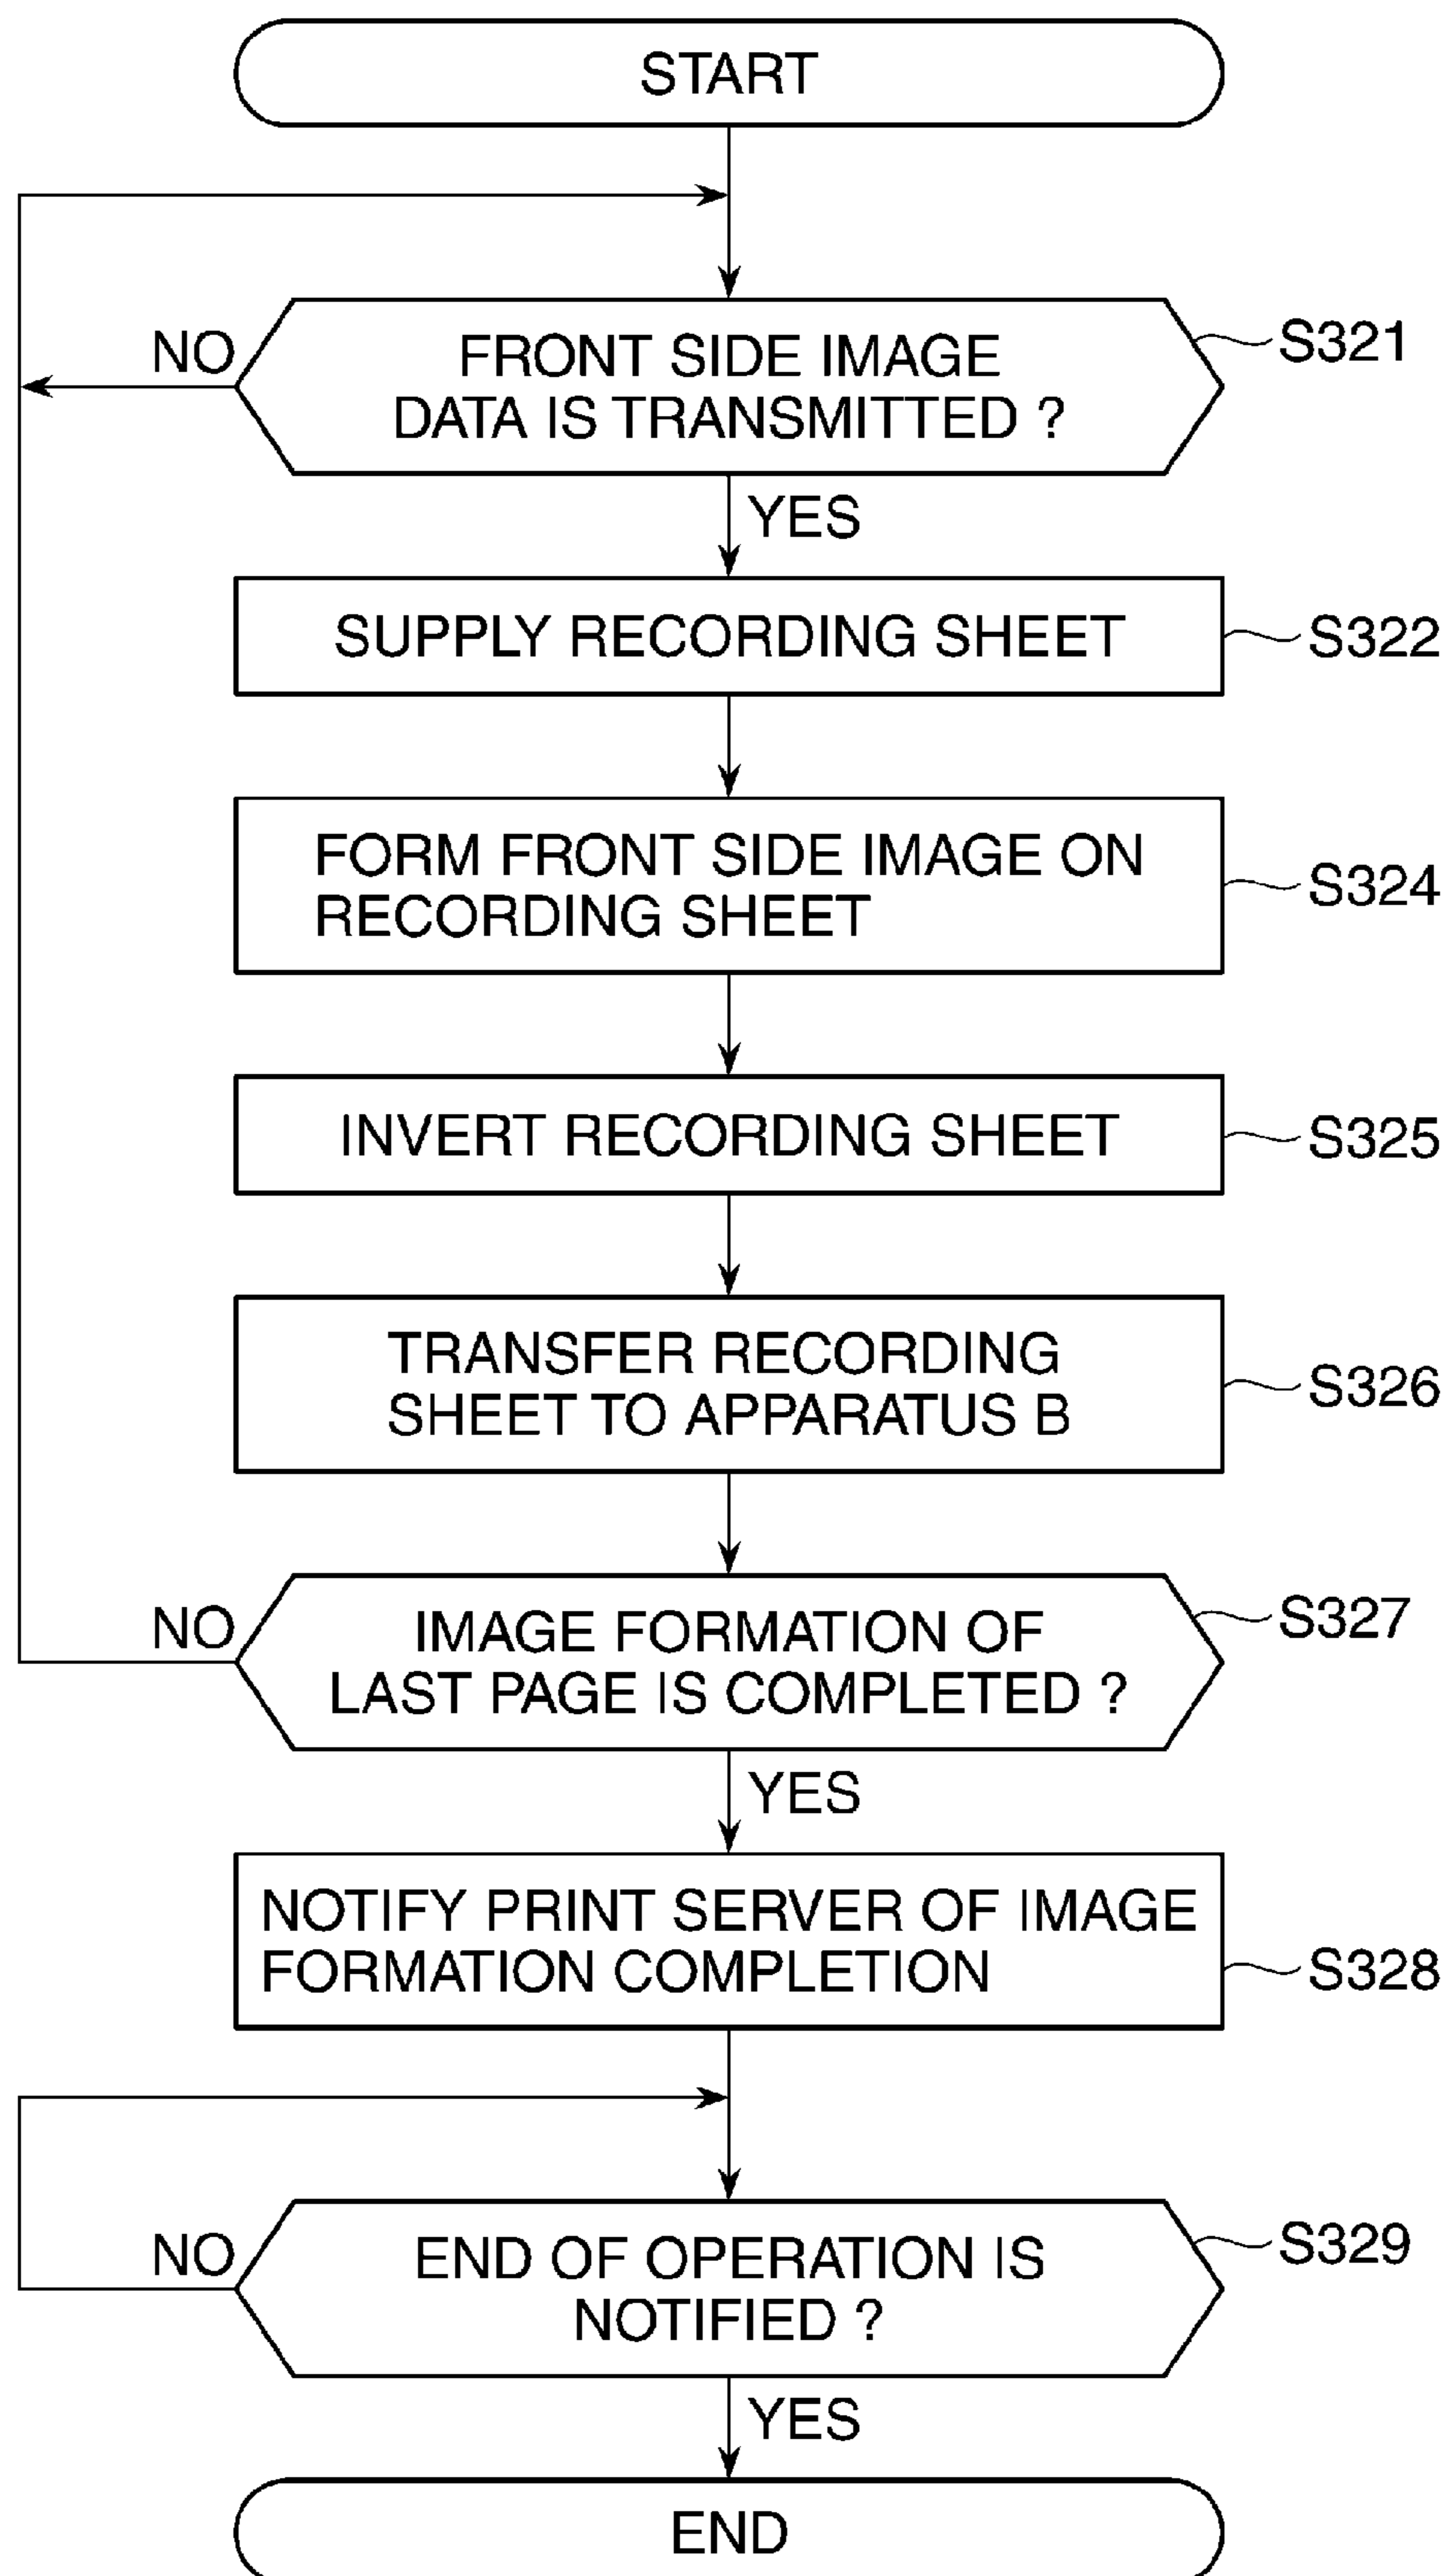 START
NO
FRONT SIDE IMAGE
DATA IS TRANSMITTED ?
S321
YES
SUPPLY RECORDING SHEET
S322
FORM FRONT SIDE IMAGE ON
RECORDING SHEET
S324
INVERT RECORDING SHEET
S325
TRANSFER RECORDING
SHEET TO APPARATUS B
S326
NO
IMAGE FORMATION OF
LAST PAGE IS COMPLETED ?
S327
YES
NOTIFY PRINT SERVER OF IMAGE
FORMATION COMPLETION
S328
NO
END OF OPERATION IS
NOTIFIED ?
S329
YES
END